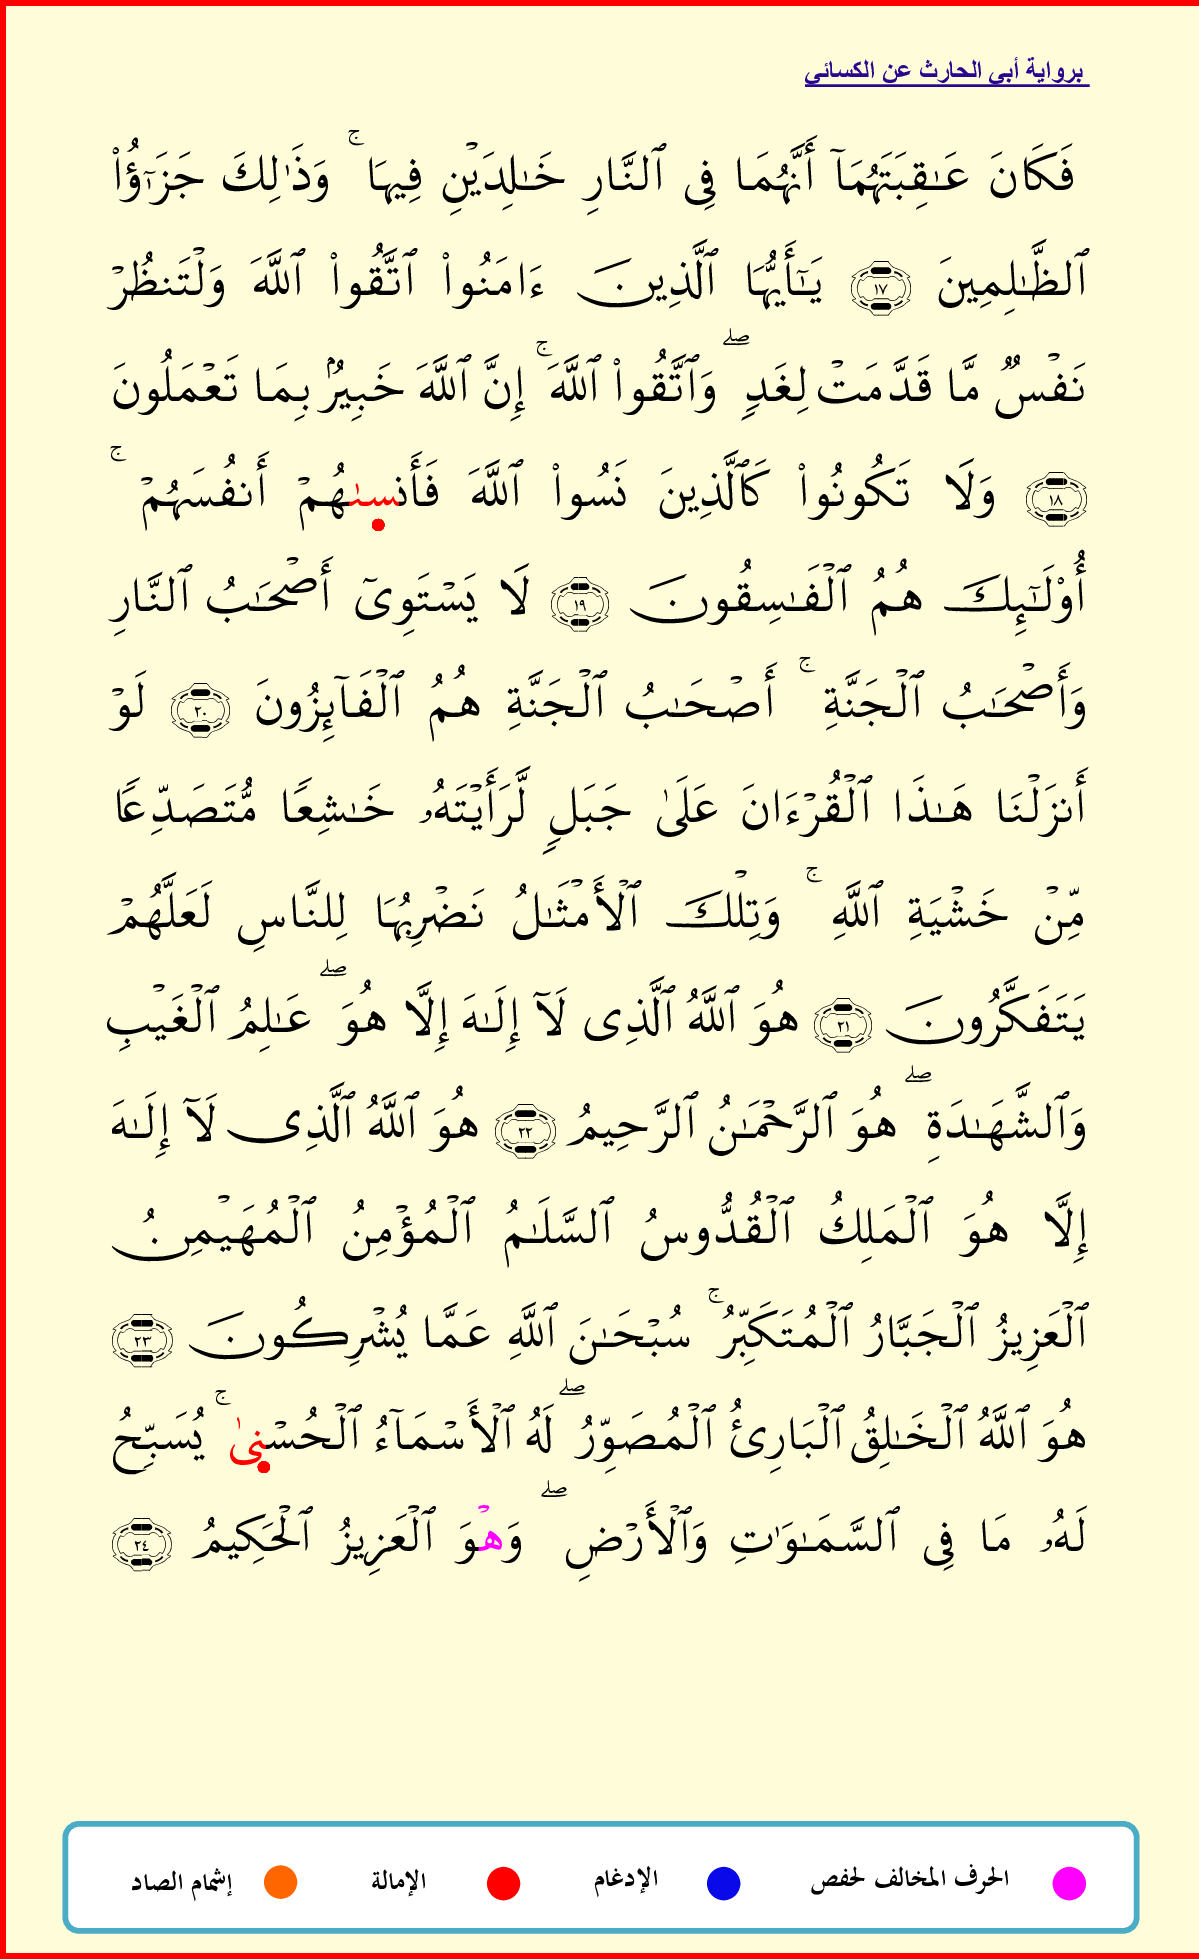 برواية أبي الحارث عن الكسائي
فَكَانَ عَٰقِبَتَهُمَآ أَنَّهُمَا فِي ٱلنَّارِ خَٰلِدَيۡنِ فِيهَاۚ وَذَٰلِكَ جَزَٰٓؤُاْ
ٱلظَّٰلِمِينَ ١٧ يَٰٓأَيُّهَا ٱلَّذِينَ ءَامَنُواْ ٱتَّقُواْ ٱللَّهَ وَلۡتَنظُرۡ
نَفۡسٞ مَّا قَدَّمَتۡ لِغَدٖۖ وَٱتَّقُواْ ٱللَّهَۚ إِنَّ ٱللَّهَ خَبِيرُۢ بِمَا تَعۡمَلُونَ
١٨ وَلَا تَكُونُواْ كَٱلَّذِينَ نَسُواْ ٱللَّهَ فَأَنسىٰهُمۡ أَنفُسَهُمۡۚ
أُوْلَٰٓئِكَ هُمُ ٱلۡفَٰسِقُونَ ١٩ لَا يَسۡتَوِيٓ أَصۡحَٰبُ ٱلنَّارِ
وَأَصۡحَٰبُ ٱلۡجَنَّةِۚ أَصۡحَٰبُ ٱلۡجَنَّةِ هُمُ ٱلۡفَآئِزُونَ ٢٠ لَوۡ
أَنزَلۡنَا هَٰذَا ٱلۡقُرۡءَانَ عَلَىٰ جَبَلٖ لَّرَأَيۡتَهُۥ خَٰشِعٗا مُّتَصَدِّعٗا
مِّنۡ خَشۡيَةِ ٱللَّهِۚ وَتِلۡكَ ٱلۡأَمۡثَٰلُ نَضۡرِبُهَا لِلنَّاسِ لَعَلَّهُمۡ
يَتَفَكَّرُونَ ٢١ هُوَ ٱللَّهُ ٱلَّذِي لَآ إِلَٰهَ إِلَّا هُوَۖ عَٰلِمُ ٱلۡغَيۡبِ
وَٱلشَّهَٰدَةِۖ هُوَ ٱلرَّحۡمَٰنُ ٱلرَّحِيمُ ٢٢ هُوَ ٱللَّهُ ٱلَّذِي لَآ إِلَٰهَ
إِلَّا هُوَ ٱلۡمَلِكُ ٱلۡقُدُّوسُ ٱلسَّلَٰمُ ٱلۡمُؤۡمِنُ ٱلۡمُهَيۡمِنُ
ٱلۡعَزِيزُ ٱلۡجَبَّارُ ٱلۡمُتَكَبِّرُۚ سُبۡحَٰنَ ٱللَّهِ عَمَّا يُشۡرِكُونَ ٢٣
هُوَ ٱللَّهُ ٱلۡخَٰلِقُ ٱلۡبَارِئُ ٱلۡمُصَوِّرُۖ لَهُ ٱلۡأَسۡمَآءُ ٱلۡحُسۡنىٰۚ يُسَبِّحُ
لَهُۥ مَا فِي ٱلسَّمَٰوَٰتِ وَٱلۡأَرۡضِۖ وَهۡوَ ٱلۡعَزِيزُ ٱلۡحَكِيمُ ٢٤
الحرف المخالف لحفص الإدغام الإمالة إشمام الصاد